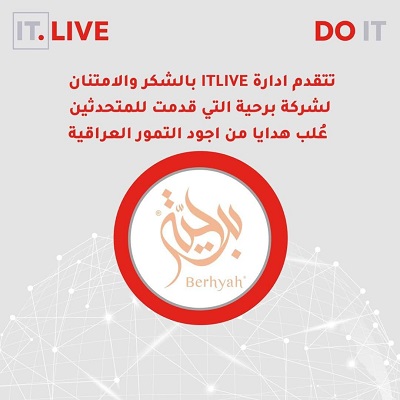 IT. LIVE
DO IT
تتقدم ادارة ITLIVE بالشكر والامتنان
لشركة برحية التي قدمت للمتحدثين
عُلب هدايا من اجود التمور العراقية
برحية
Berhyah